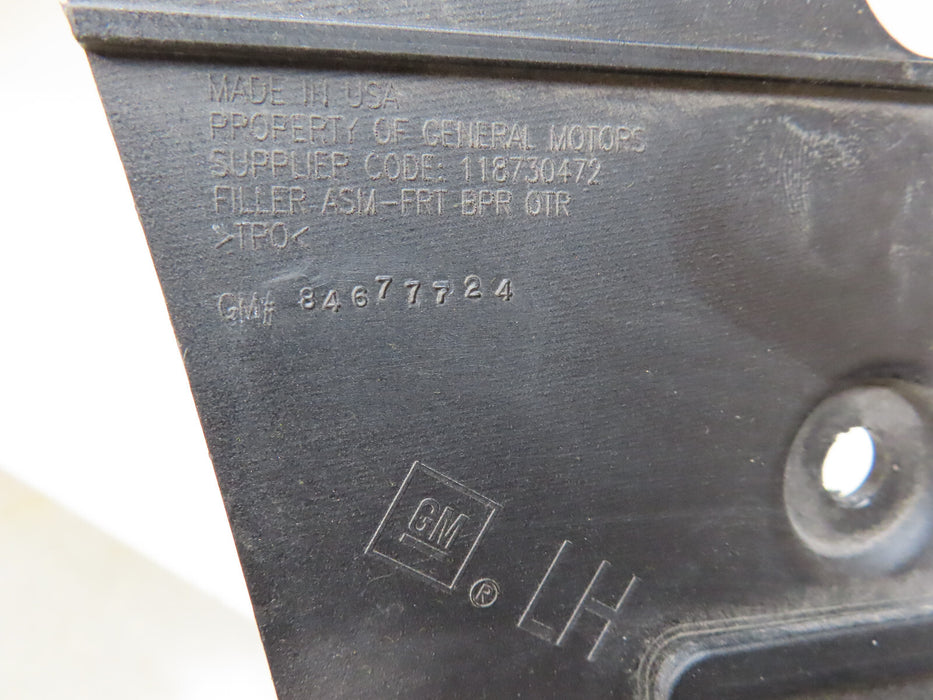 MADE IN USA
PROPERTY OF GENERAL MOTORS
SUPPLIER CODE: 118730472
FILLER ASM-FRT BPR OTR
>TPO<
GM# 84677724
GM
®
LH